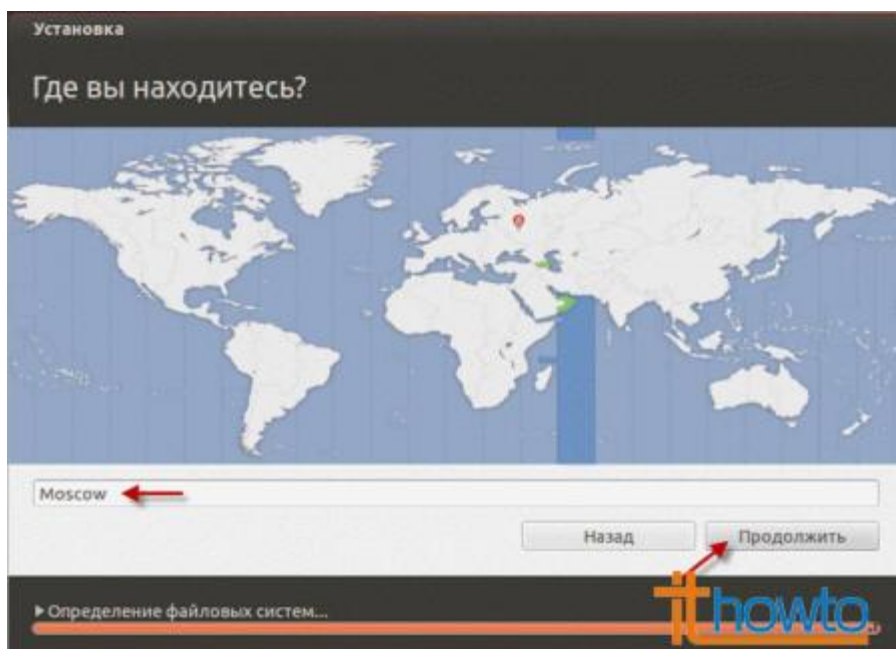 Установка
Где вы находитесь?
Moscow
Назад
Продолжить
Определение файловых систем...
it howto